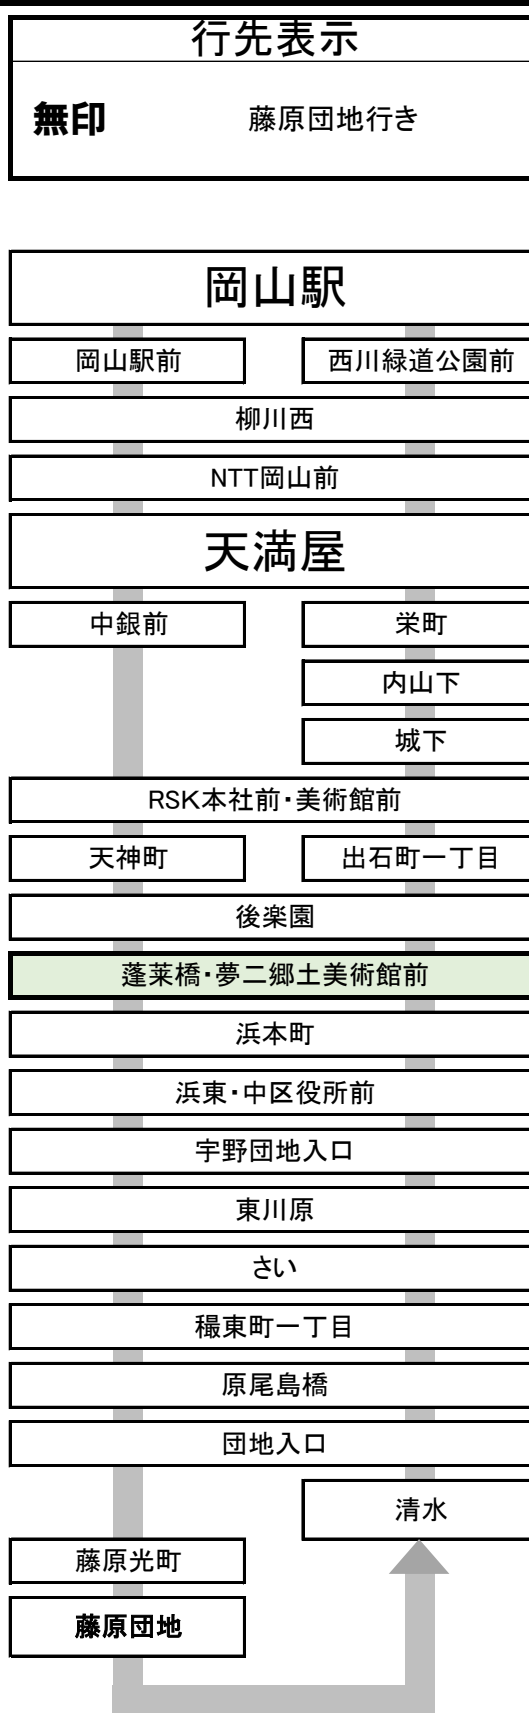 行先表示
無印 藤原団地行き
岡山駅
岡山駅前 西川緑道公園前
柳川西
NTT岡山前
天満屋
中銀前 栄町
内山下
城下
RSK本社前・美術館前
天神町 出石町一丁目
後楽園
蓬莱橋・夢二郷土美術館前
浜本町
浜東・中区役所前
宇野団地入口
東川原
さい
穝東町一丁目
原尾島橋
団地入口
清水
藤原光町
藤原団地